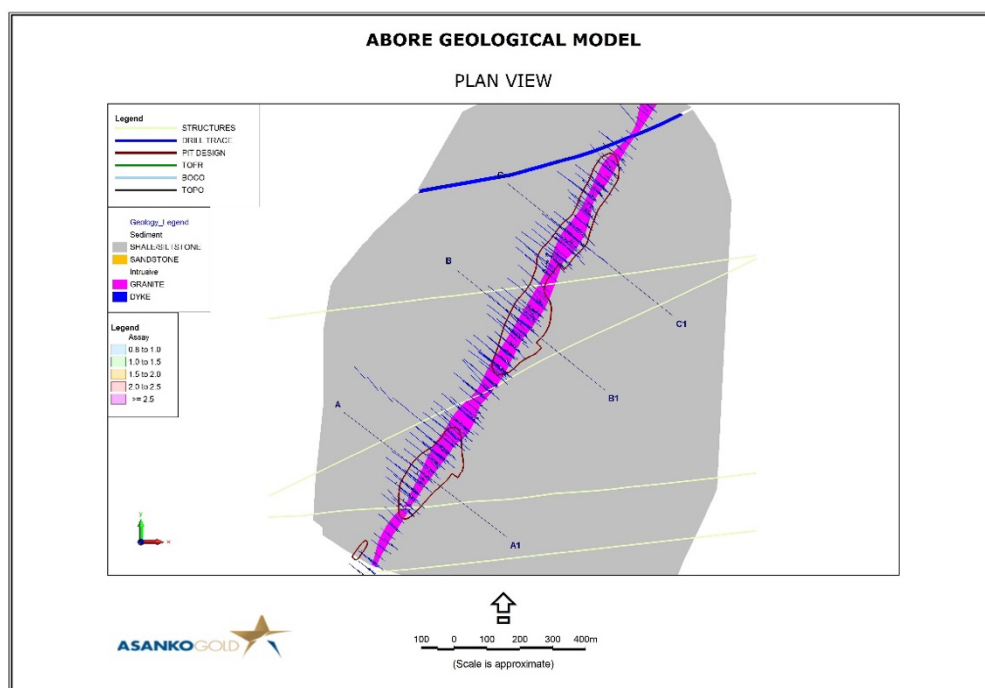 ABORE GEOLOGICAL MODEL
PLAN VIEW
Legend
STRUCTURES
DRILL TRACE
PIT DESIGN
TOFR
BOCO
TOPO
Geology_Legend
Sediment
SHALE/SILTSTONE
SANDSTONE
Intrusive
GRANITE
DYKE
Legend
Assay
0.8 to 1.0
1.0 to 1.5
1.5 to 2.0
2.0 to 2.5
>= 2.5
C
B
C1
A
B1
A1
y
x
ASANKOGOLD
100 0 100 200 300 400m
(Scale is approximate)